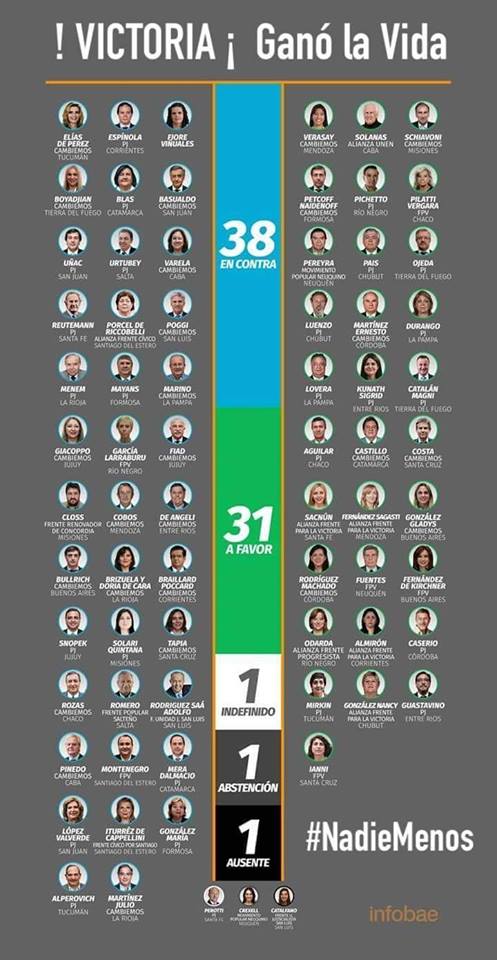 ! VICTORIA ¡ Ganó la Vida
ELÍAS
DE PEREZ
CAMBIEMOS
TUCUMÁN
ESPÍNOLA
PJ
CORRIENTES
FJORE
VIÑUALES
BOYADJIAN
CAMBIEMOS
TIERRA DEL FUEGO
BLAS
PJ
CATAMARCA
BASUALDO
CAMBIEMOS
SAN JUAN
UÑAC
PJ
SAN JUAN
URTUBEY
PJ
SALTA
VARELA
CAMBIEMOS
CABA
REUTEMANN
PJ
SANTA FE
PORCEL DE
RICCOBELLI
ALIANZA FRENTE CÍVICO
SANTIAGO DEL ESTERO
POGGI
CAMBIEMOS
SAN LUIS
MENEM
PJ
LA RIOJA
MAYANS
PJ
FORMOSA
MARINO
CAMBIEMOS
LA PAMPA
GIACOPPO
CAMBIEMOS
JUJUY
GARCÍA
LARRABURU
FPV
RÍO NEGRO
FIAD
CAMBIEMOS
JUJUY
CLOSS
FRENTE RENOVADOR
DE CONCORDIA
MISIONES
COBOS
CAMBIEMOS
MENDOZA
DE ANGELI
CAMBIEMOS
ENTRE RIOS
BULLRICH
CAMBIEMOS
BUENOS AIRES
BRIZUELA Y
DORIA DE CARA
CAMBIEMOS
LA RIOJA
BRAILLARD
POCCARD
CAMBIEMOS
CORRIENTES
SNOPEK
PJ
JUJUY
SOLARI
QUINTANA
PJ
MISIONES
TAPIA
CAMBIEMOS
SANTA CRUZ
ROZAS
CAMBIEMOS
CHACO
ROMERO
FRENTE POPULAR
SALTEÑO
SALTA
RODRIGUEZ SAÁ
ADOLFO
F. UNIDAD J. SAN LUIS
SAN LUIS
PINEDO
CAMBIEMOS
CABA
MONTENEGRO
FPV
SANTIAGO DEL ESTERO
MERA
DALMACIO
PJ
CATAMARCA
LÓPEZ
VALVERDE
PJ
SAN JUAN
ITURRÉZ DE
CAPPELLINI
FRENTE CÍVICO POR SANTIAGO
SANTIAGO DEL ESTERO
GONZÁLEZ
MARÍA
PJ
FORMOSA
ALPEROVICH
PJ
TUCUMÁN
MARTÍNEZ
JULIO
CAMBIEMOS
LA RIOJA
38
EN CONTRA
31
A FAVOR
1
INDEFINIDO
1
ABSTENCIÓN
1
AUSENTE
VERASAY
CAMBIEMOS
MENDOZA
SOLANAS
ALIANZA UNEN
CABA
SCHIAVONI
CAMBIEMOS
MISIONES
PETCOFF
NAIDENOFF
CAMBIEMOS
FORMOSA
PICHETTO
PJ
RÍO NEGRO
PILATTI
VERGARA
FPV
CHACO
PEREYRA
MOVIMIENTO
POPULAR NEUQUINO
NEUQUÉN
PAIS
PJ
CHUBUT
OJEDA
PJ
TIERRA DEL FUEGO
LUENZO
PJ
CHUBUT
MARTÍNEZ
ERNESTO
CAMBIEMOS
CÓRDOBA
DURANGO
PJ
LA PAMPA
LOVERA
PJ
LA PAMPA
KUNATH
SIGRID
PJ
ENTRE RIOS
CATALÁN
MAGNI
PJ
TIERRA DEL FUEGO
AGUILAR
PJ
CHACO
CASTILLO
CAMBIEMOS
CATAMARCA
COSTA
CAMBIEMOS
SANTA CRUZ
SACNÚN
ALIANZA FRENTE
PARA LA VICTORIA
SANTA FE
FERNÁNDEZ SAGASTI
ALIANZA FRENTE
PARA LA VICTORIA
MENDOZA
GONZÁLEZ
GLADYS
CAMBIEMOS
BUENOS AIRES
RODRÍGUEZ
MACHADO
CAMBIEMOS
CÓRDOBA
FUENTES
FPV
NEUQUÉN
FERNÁNDEZ
DE KIRCHNER
FPV
BUENOS AIRES
ODARDA
ALIANZA FRENTE
PROGRESISTA
RÍO NEGRO
ALMIRÓN
ALIANZA FRENTE
PARA LA VICTORIA
CORRIENTES
CASERIO
PJ
CÓRDOBA
MIRKIN
PJ
TUCUMÁN
GONZÁLEZ NANCY
ALIANZA FRENTE
PARA LA VICTORIA
CHUBUT
GUASTAVINO
PJ
ENTRE RIOS
IANNI
FPV
SANTA CRUZ
#NadieMenos
PEROTTI
PJ
SANTA FE
CREXELL
MOVIMIENTO
POPULAR NEUQUINO
NEUQUÉN
CATALFAMO
SAN LUIS
infobae